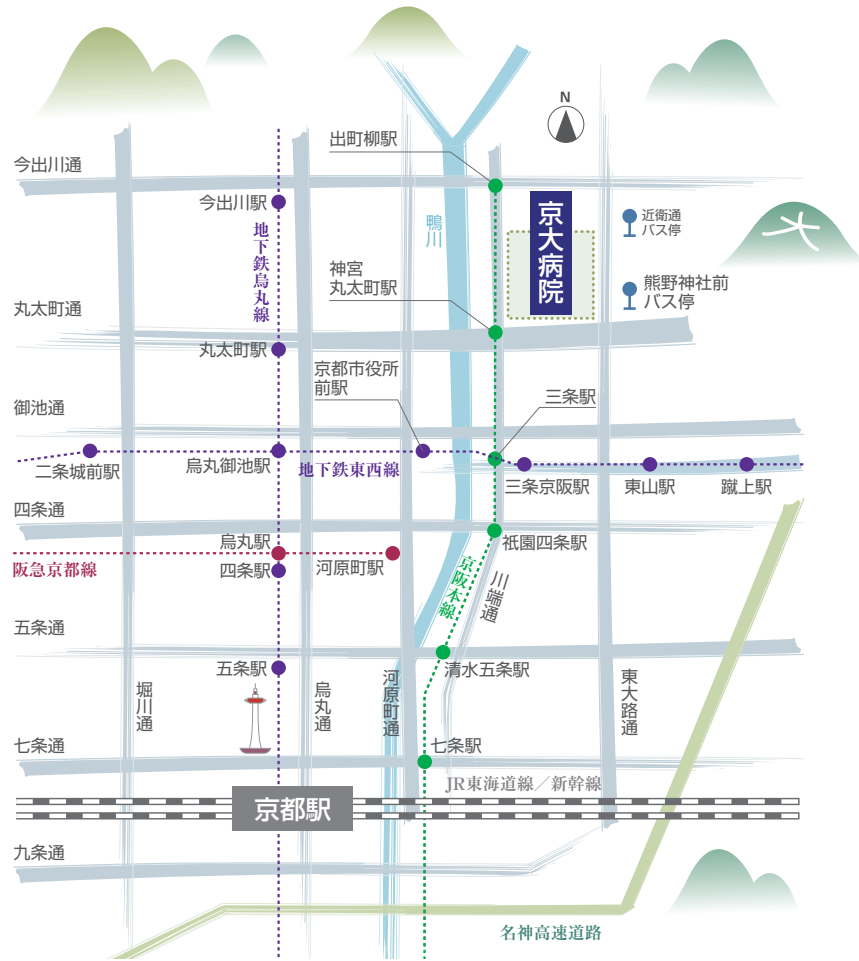 N
出町柳駅
今出川通
今出川駅
地下鉄烏丸線
鴨川
京大病院
近衛通
バス停
神宮
丸太町駅
熊野神社前
バス停
丸太町通
丸太町駅
京都市役所
前駅
三条駅
御池通
二条城前駅
烏丸御池駅
地下鉄東西線
三条京阪駅
東山駅
蹴上駅
四条通
烏丸駅
祇園四条駅
阪急京都線
四条駅
河原町駅
京阪本線
川端通
五条通
五条駅
清水五条駅
堀川通
烏丸通
河原町通
東大路通
七条通
七条駅
JR東海道線／新幹線
京都駅
九条通
名神高速道路
大